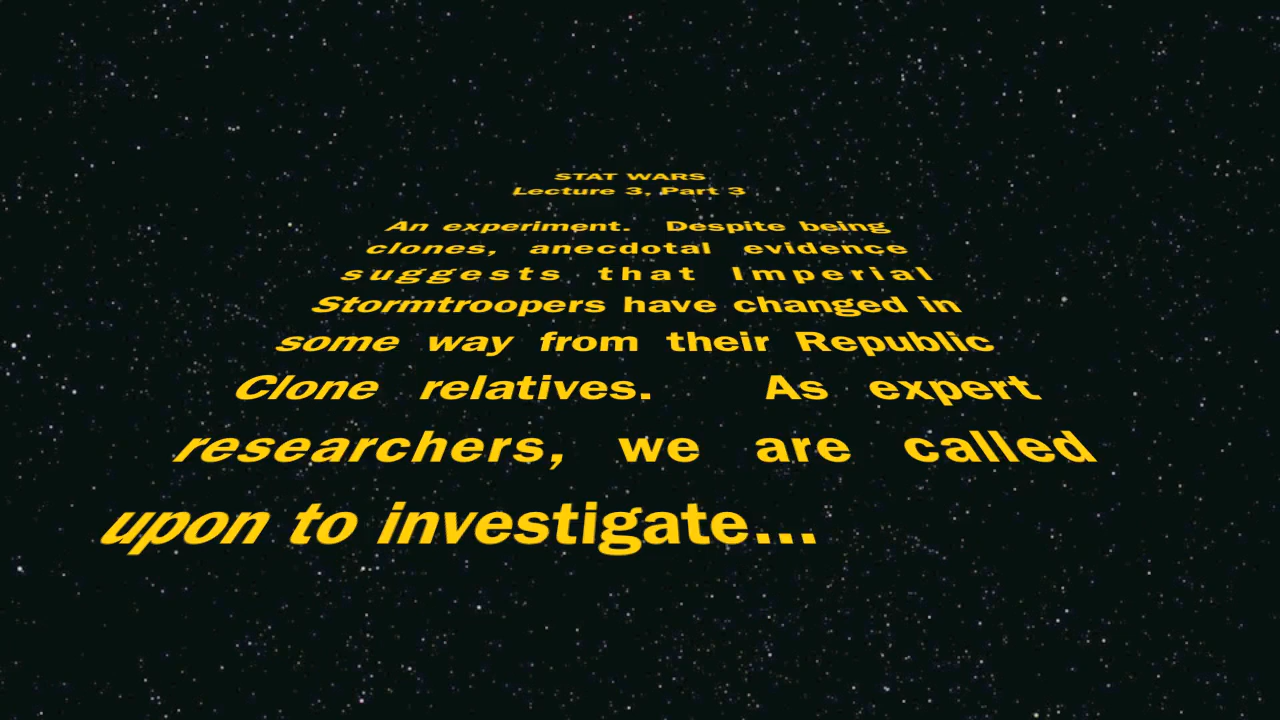 STAT WARS
Lecture 3, Part 3
An experiment. Despite being
clones, anecdotal evidence
suggests that Imperial
Stormtroopers have changed in
some way from their Republic
Clone relatives. As expert
researchers, we are called
upon to investigate...